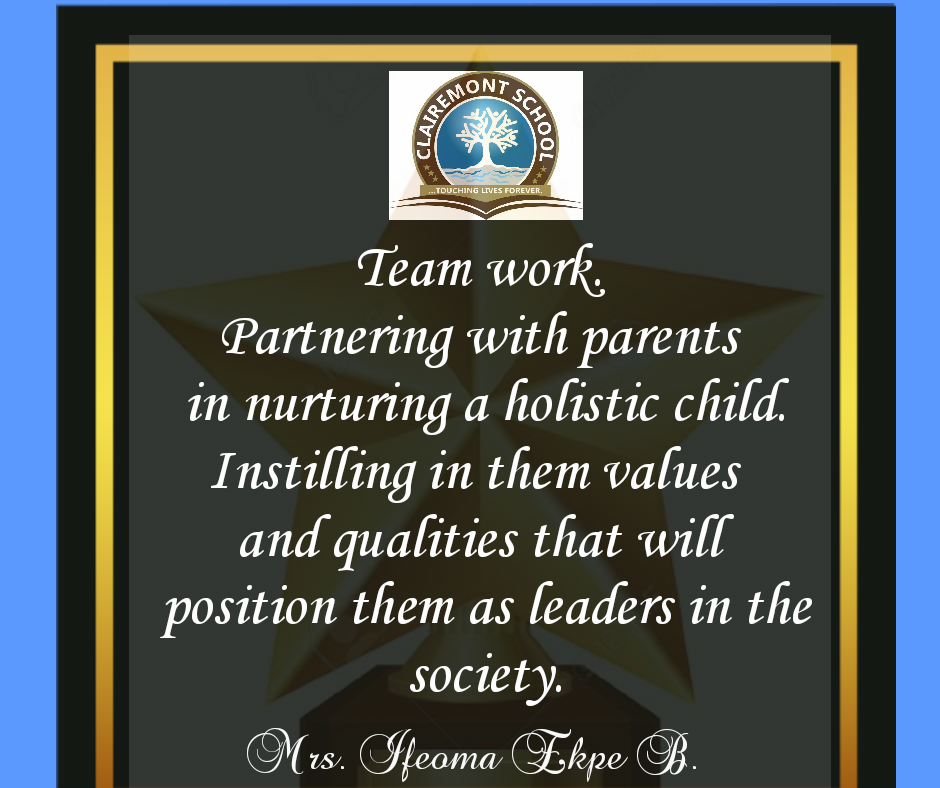 CLAIREMONT SCHOOL
...TOUCHING LIVES FOREVER.
Team work.
Partnering with parents
in nurturing a holistic child.
Instilling in them values
and qualities that will
position them as leaders in the
society.
Mrs. Ifeoma Ekpe B.